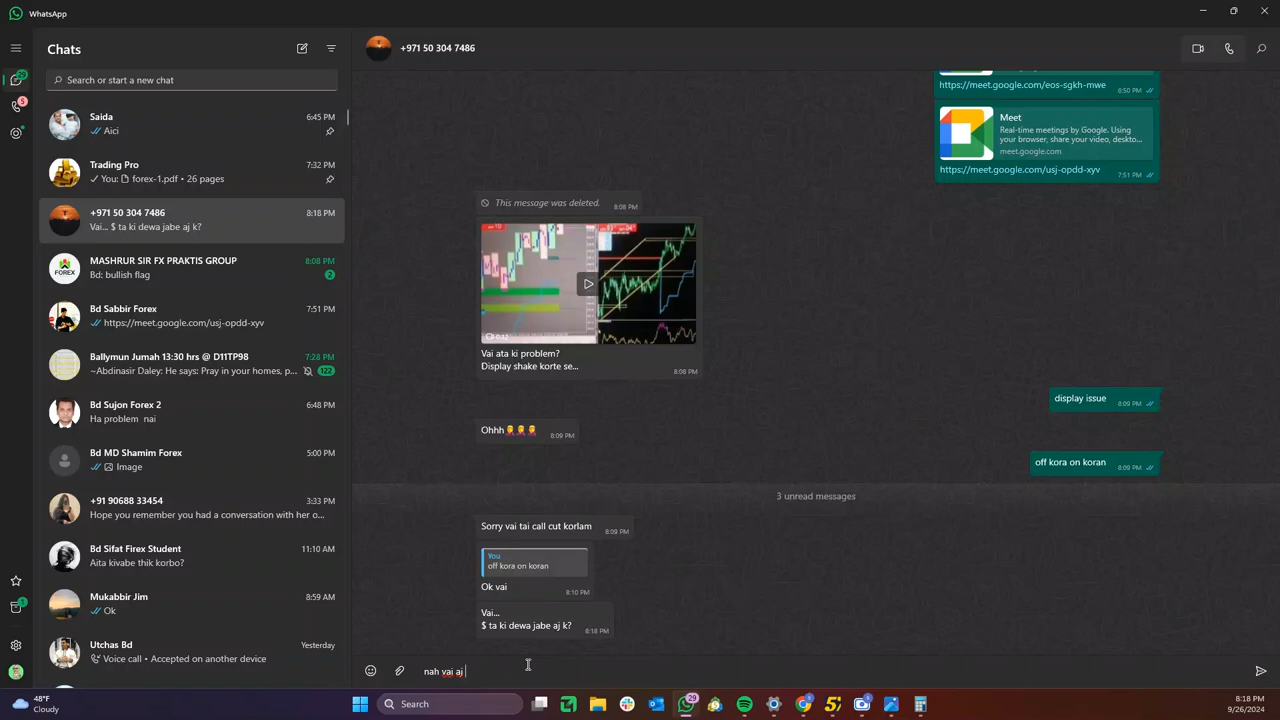 WhatsApp
Chats
+971 50 304 7486
Search or start a new chat
Saida
6:45 PM
Aici
Trading Pro
7:32 PM
You: forex-1.pdf • 26 pages
+971 50 304 7486
8:18 PM
Vai... $ ta ki dewa jabe aj k?
MASHRUR SIR FX PRAKTIS GROUP
8:08 PM
Bd: bullish flag
2
Bd Sabbir Forex
7:51 PM
https://meet.google.com/usj-opdd-xyv
Ballymun Jumah 13:30 hrs @ D11TP98
7:28 PM
~Abdinasir Daley: He says: Pray in your homes, p...
122
Bd Sujon Forex 2
6:48 PM
Ha problem nai
Bd MD Shamim Forex
5:00 PM
Image
+91 90688 33454
3:33 PM
Hope you remember you had a conversation with her o...
Bd Sifat Firex Student
11:10 AM
Aita kivabe thik korbo?
Mukabbir Jim
8:59 AM
Ok
Utchas Bd
Yesterday
Voice call • Accepted on another device
https://meet.google.com/eos-sgkh-mwe
6:50 PM
Meet
Real-time meetings by Google. Using
your browser, share your video, deskto...
meet.google.com
https://meet.google.com/usj-opdd-xyv
7:51 PM
This message was deleted.
8:08 PM
0:12
Vai ata ki problem?
Display shake korte se...
8:08 PM
display issue
8:09 PM
Ohhh
8:09 PM
off kora on koran
8:09 PM
3 unread messages
Sorry vai tai call cut korlam
8:09 PM
You
off kora on koran
Ok vai
8:10 PM
Vai...
$ ta ki dewa jabe aj k?
8:18 PM
nah vai aj
48°F
Cloudy
Search
29
8:18 PM
9/26/2024